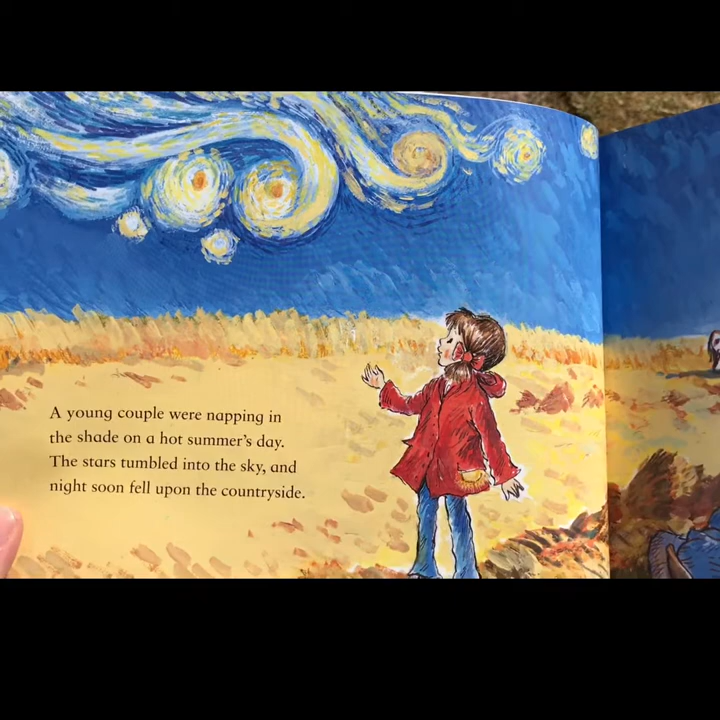 A young couple were napping in
the shade on a hot summer's day.
The stars tumbled into the sky, and
night soon fell upon the countryside.